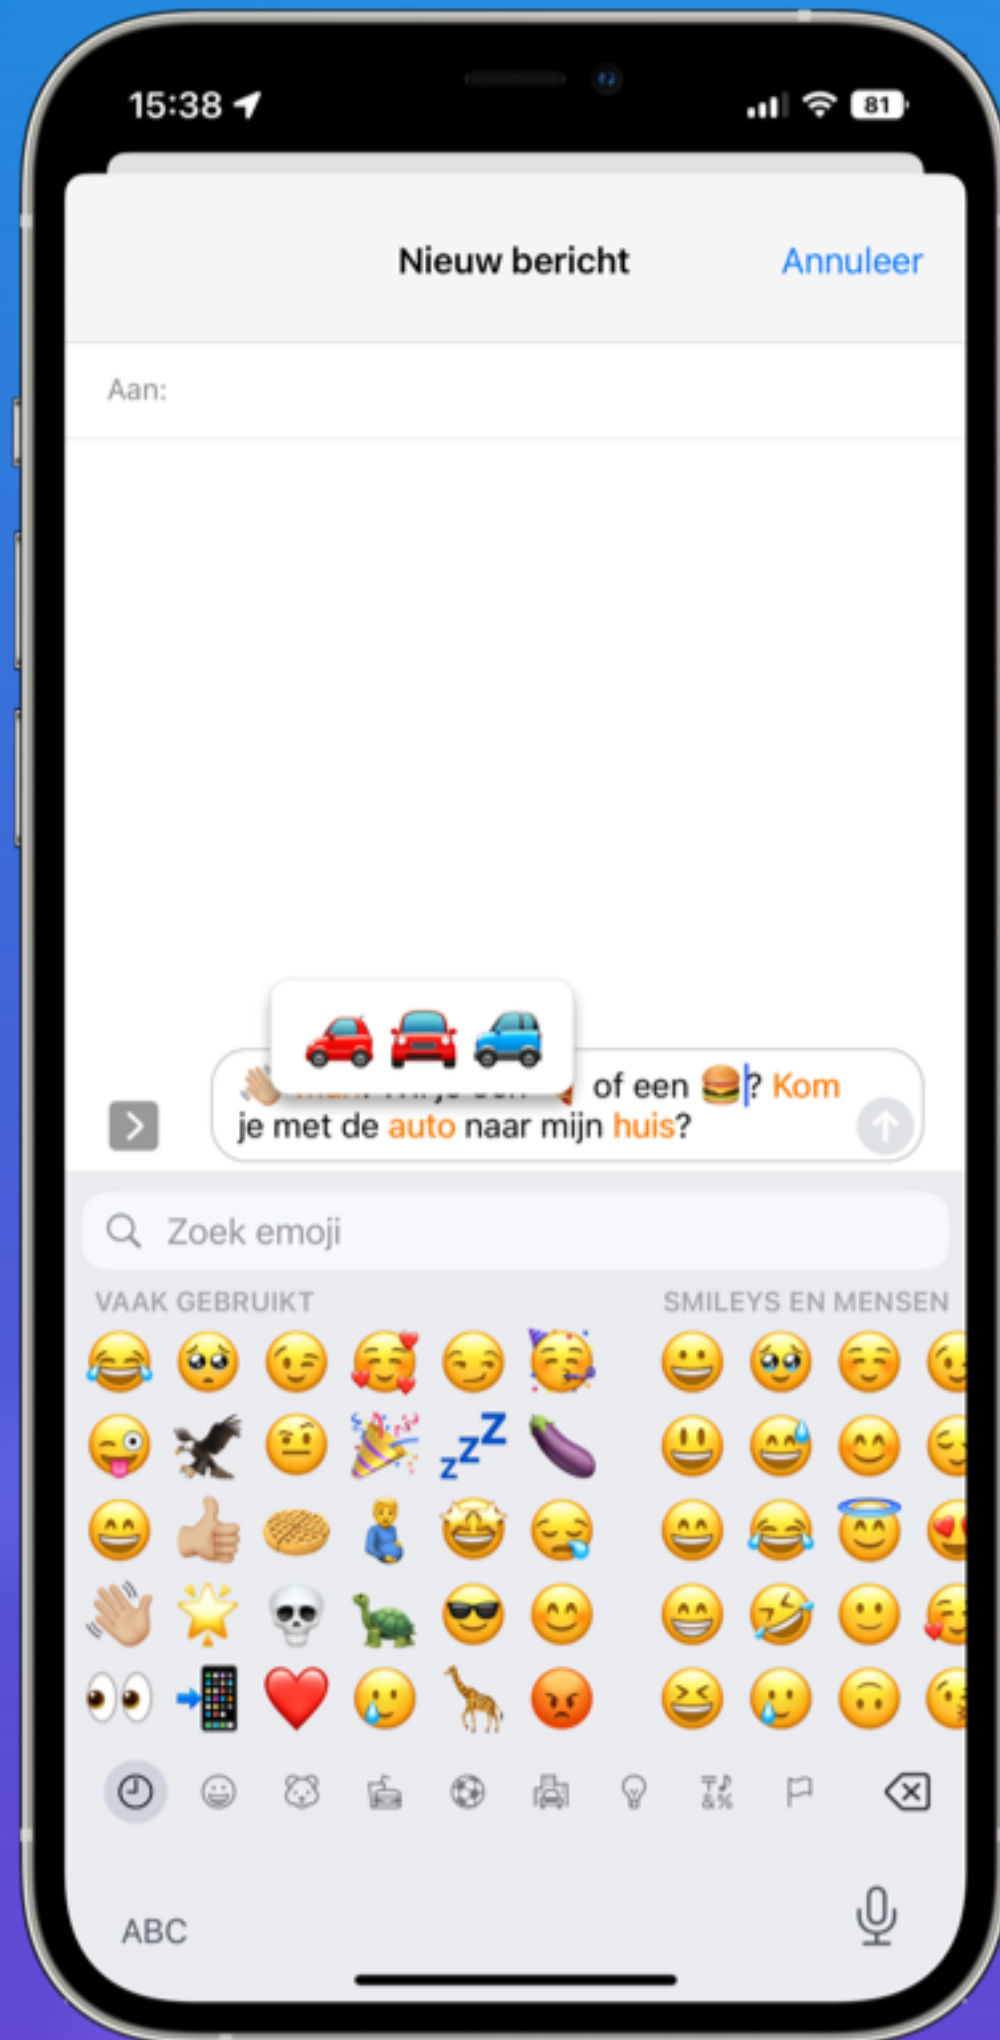 15:38
81
Nieuw bericht
Annuleer
Aan:
👋🏼 of een 🍔? Kom
je met de auto naar mijn huis?
Zoek emoji
VAAK GEBRUIKT
SMILEYS EN MENSEN
ABC